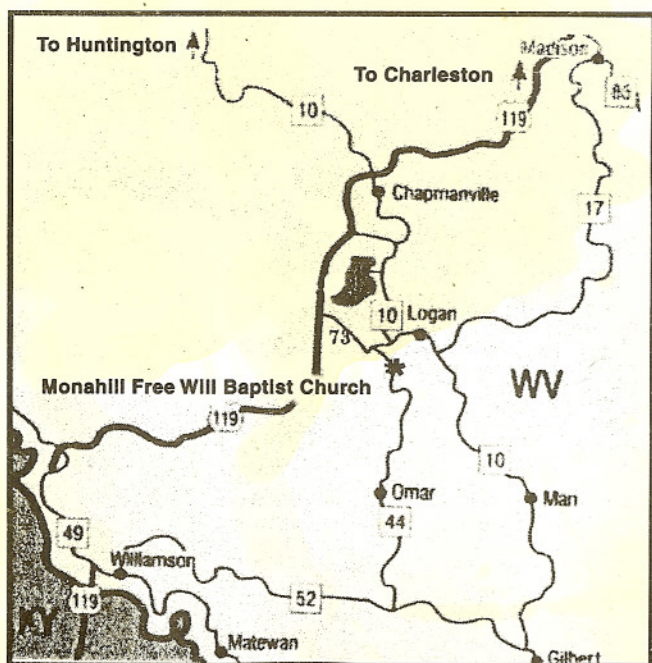 To Huntington
Madison
To Charleston
85
10
119
17
Chapmanville
10
Logan
73
Monahill Free Will Baptist Church
WV
119
10
Omar
Man
44
49
Williamson
119
52
KY
Matewan
Gilbert